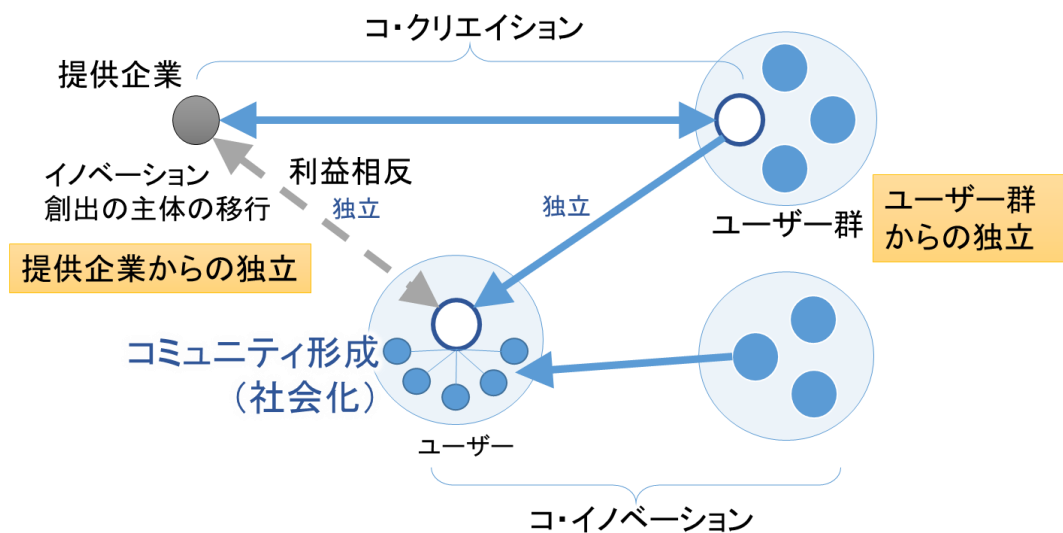 コ・クリエイション
提供企業
イノベーション
創出の主体の移行
利益相反
独立
独立
ユーザー群
ユーザー群
からの独立
提供企業からの独立
コミュニティ形成
（社会化）
ユーザー
コ・イノベーション